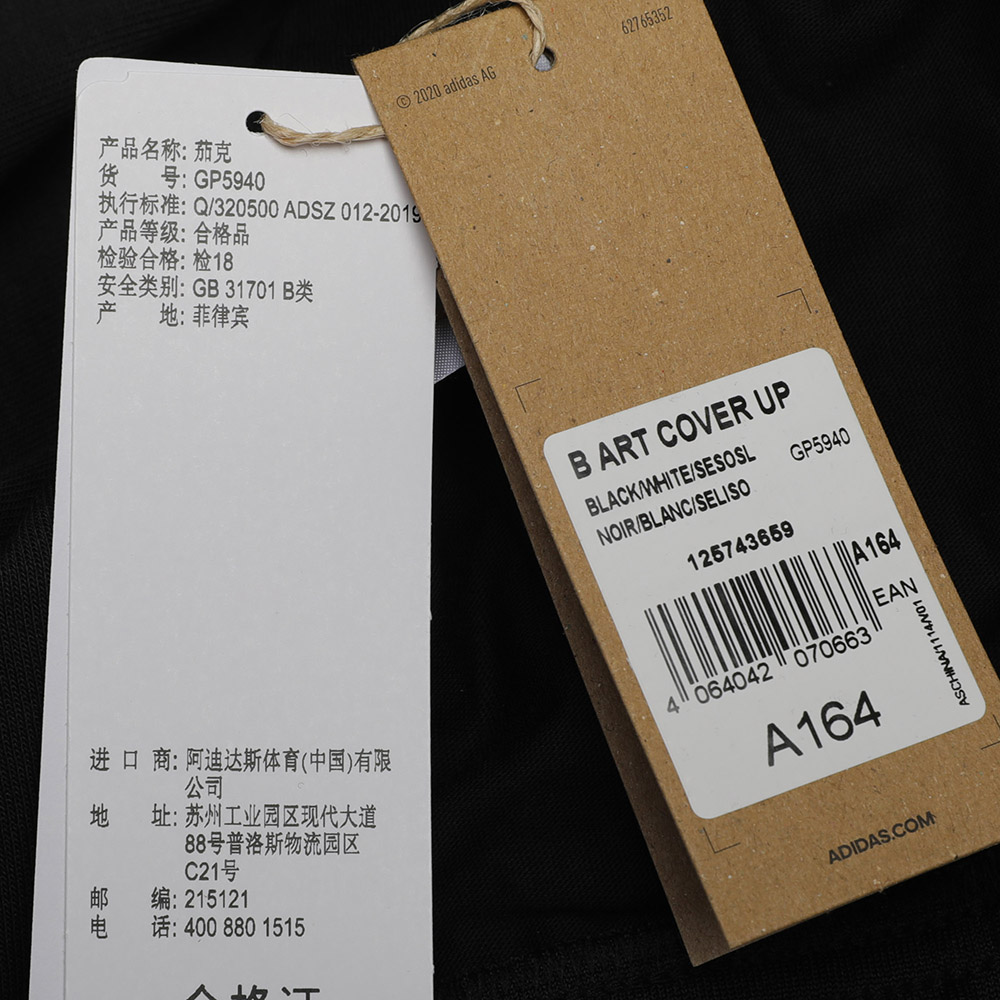 产品名称: 茄克
货 号: GP5940
执行标准: Q/320500 ADSZ 012-2019
产品等级: 合格品
检验合格: 检18
安全类别: GB 31701 B类
产 地: 菲律宾
进 口 商: 阿迪达斯体育(中国)有限
公司
地 址: 苏州工业园区现代大道
88号普洛斯物流园区
C21号
邮 编: 215121
电 话: 400 880 1515
合格证
62765352
© 2020 adidas AG
B ART COVER UP
BLACK/WHITE/SESOSL GP5940
NOIR/BLANC/SELISO
125743659
A164
EAN
4 064042 070663
ASCHINA/1114/V01
A164
ADIDAS.COM